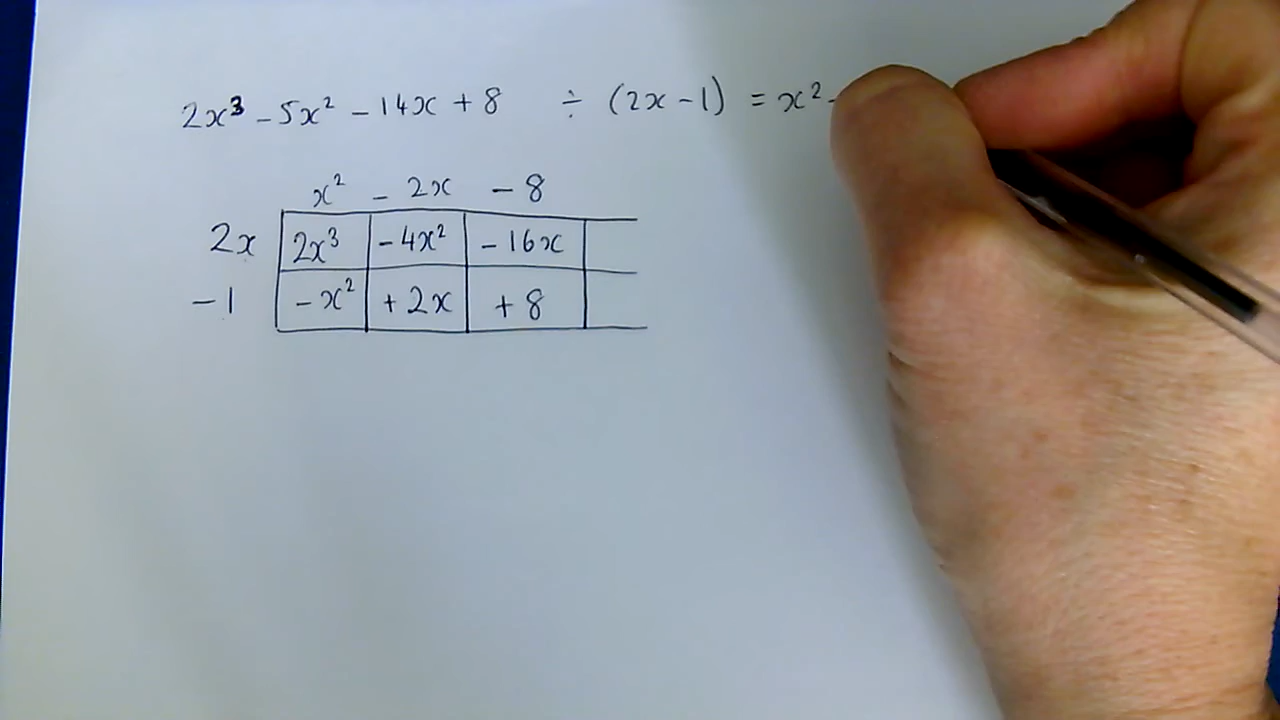 2x³ - 5x² - 14x + 8 ÷ (2x - 1) = x² -
x² - 2x - 8
2x 2x³ - 4x² - 16x
- 1 - x² + 2x + 8